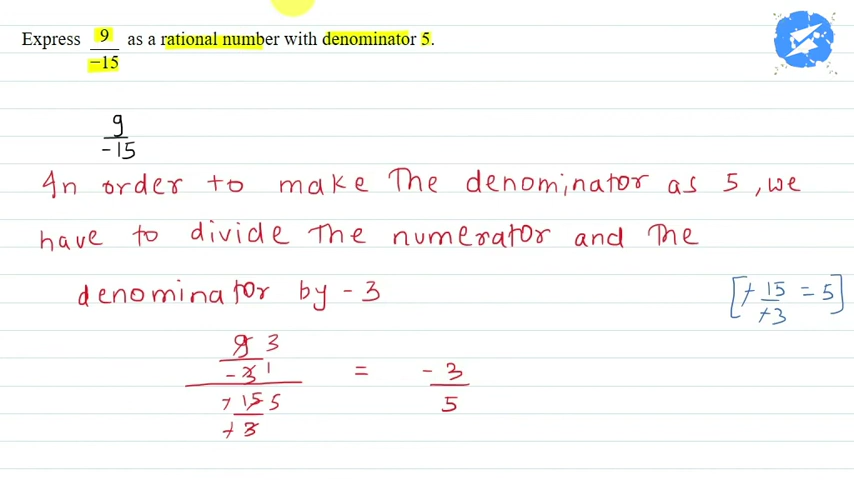 Express 9/-15 as a rational number with denominator 5.
9/-15
In order to make The denominator as 5, we
have to divide The numerator and The
denominator by -3
[-15/-3 = 5]
(9/-3)/(-15/-3) 3 1 5 = -3/5